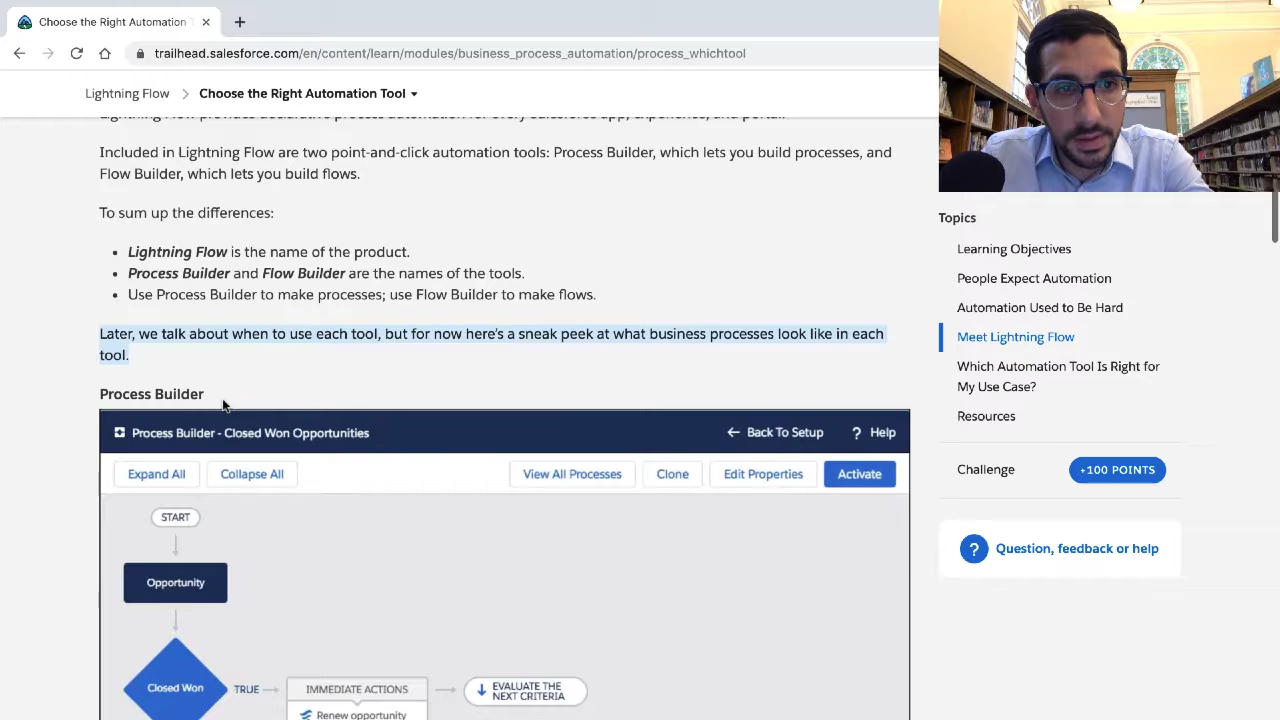 Choose the Right Automation T
trailhead.salesforce.com/en/content/learn/modules/business_process_automation/process_whichtool
Lightning Flow
Choose the Right Automation Tool
Included in Lightning Flow are two point-and-click automation tools: Process Builder, which lets you build processes, and
Flow Builder, which lets you build flows.
To sum up the differences:
• Lightning Flow is the name of the product.
• Process Builder and Flow Builder are the names of the tools.
• Use Process Builder to make processes; use Flow Builder to make flows.
Later, we talk about when to use each tool, but for now here's a sneak peek at what business processes look like in each
tool.
Process Builder
Process Builder - Closed Won Opportunities
Back To Setup
? Help
Expand All
Collapse All
View All Processes
Clone
Edit Properties
Activate
START
Opportunity
Closed Won
TRUE
IMMEDIATE ACTIONS
Renew opportunity
EVALUATE THE
NEXT CRITERIA
Topics
Learning Objectives
People Expect Automation
Automation Used to Be Hard
Meet Lightning Flow
Which Automation Tool Is Right for
My Use Case?
Resources
Challenge
+100 POINTS
? Question, feedback or help